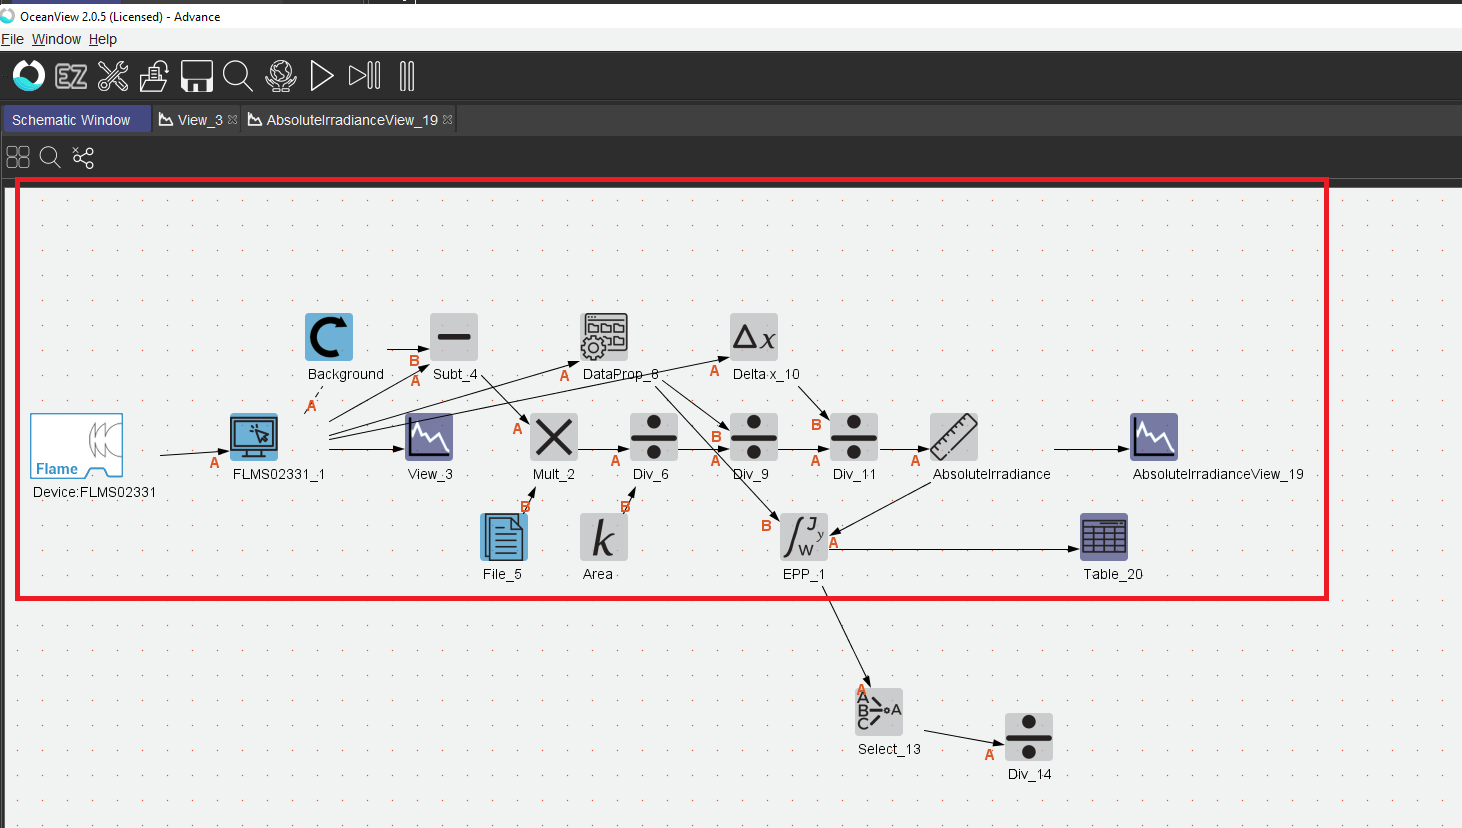 OceanView 2.0.5 (Licensed) - Advance
File Window Help
EZ
Schematic Window View_3 AbsoluteIrradianceView_19
Δx
Background B Subt_4 A DataProp_8 A Delta x_10
A A
Flame
A FLMS02331_1 View_3 A Mult_2 A Div_6 B A Div_9 B A Div_11 A AbsoluteIrradiance AbsoluteIrradianceView_19
Device:FLMS02331
B B B
k ∫ J y W A
File_5 Area EPP_1 Table_20
A
A B C A
Select_13 A
Div_14